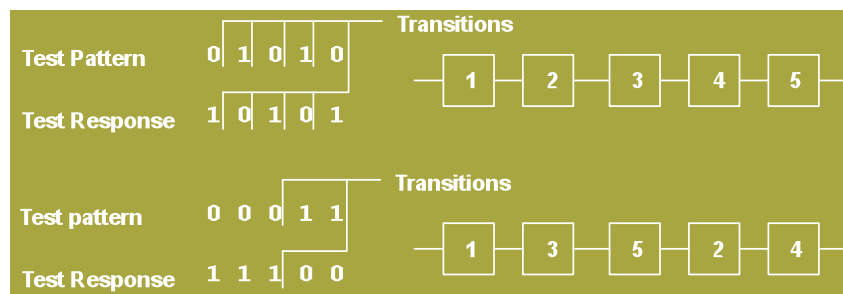 Transitions
Test Pattern 0 1 0 1 0
1 2 3 4 5
Test Response 1 0 1 0 1
Transitions
Test pattern 0 0 0 1 1
1 3 5 2 4
Test Response 1 1 1 0 0